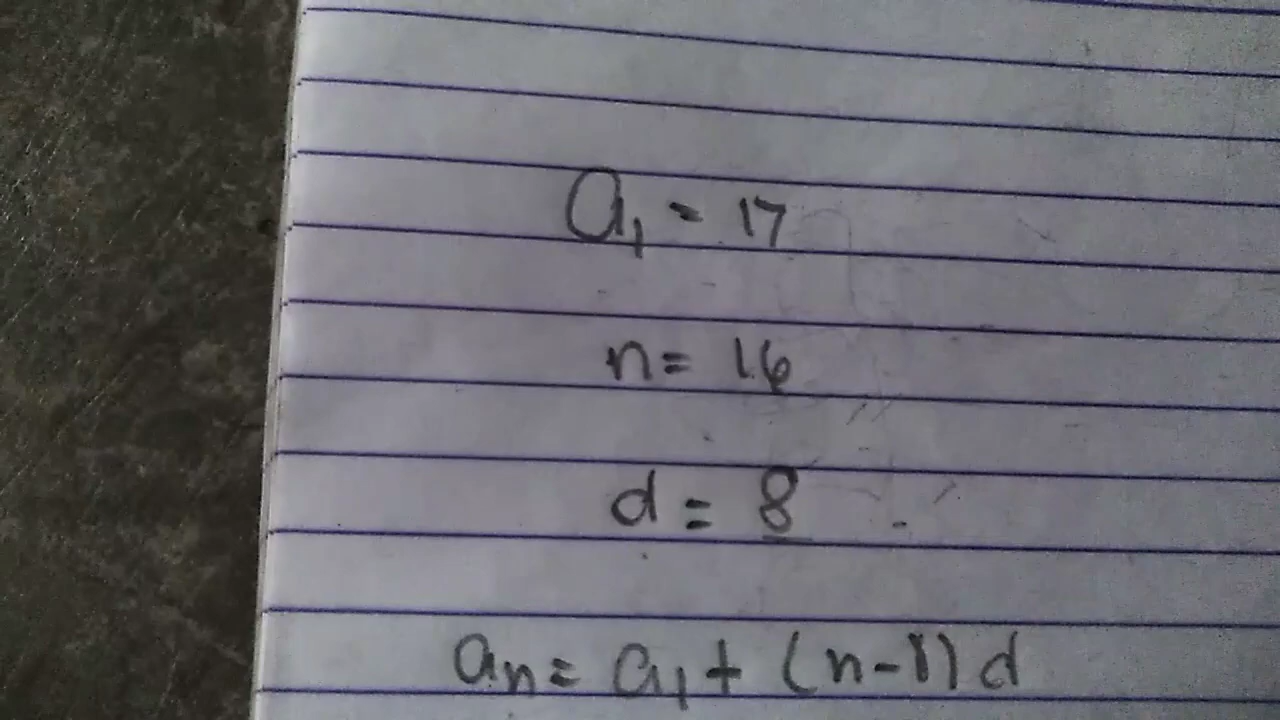 a₁ = 17
n = 16
d = 8
aₙ = a₁ + (n-1)d